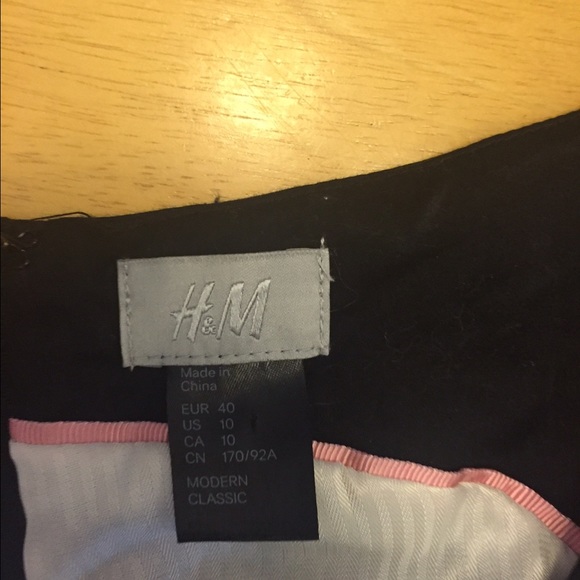 H&M
Made in
China
EUR 40
US 10
CA 10
CN 170/92A
MODERN
CLASSIC